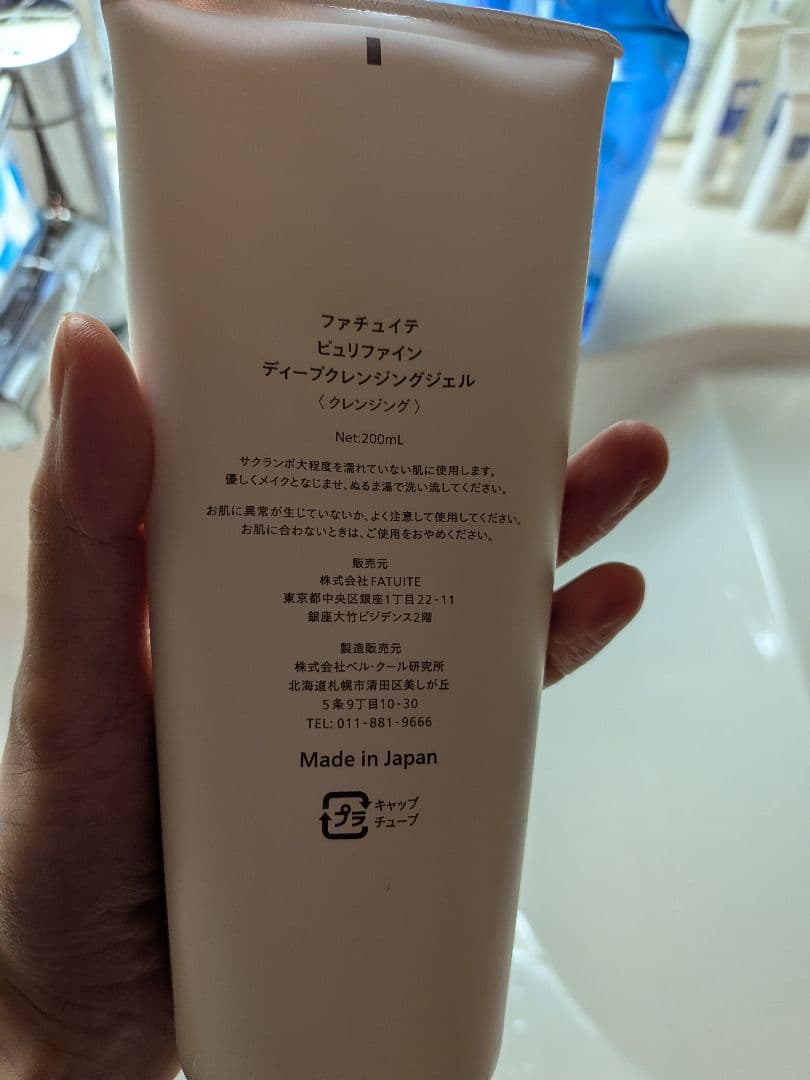 ファチュイテ
ピュリファイン
ディープクレンジングジェル
〈クレンジング〉
Net:200mL
サクランボ大程度を濡れていない肌に使用します。
優しくメイクとなじませ、ぬるま湯で洗い流してください。
お肌に異常が生じていないか、よく注意して使用してください。
お肌に合わないときは、ご使用をおやめください。
販売元
株式会社FATUITE
東京都中央区銀座1丁目22-11
銀座大竹ビジデンス2階
製造販売元
株式会社ベル・クール研究所
北海道札幌市清田区美しが丘
5条9丁目10-30
TEL: 011-881-9666
Made in Japan
プラ キャップ
チューブ